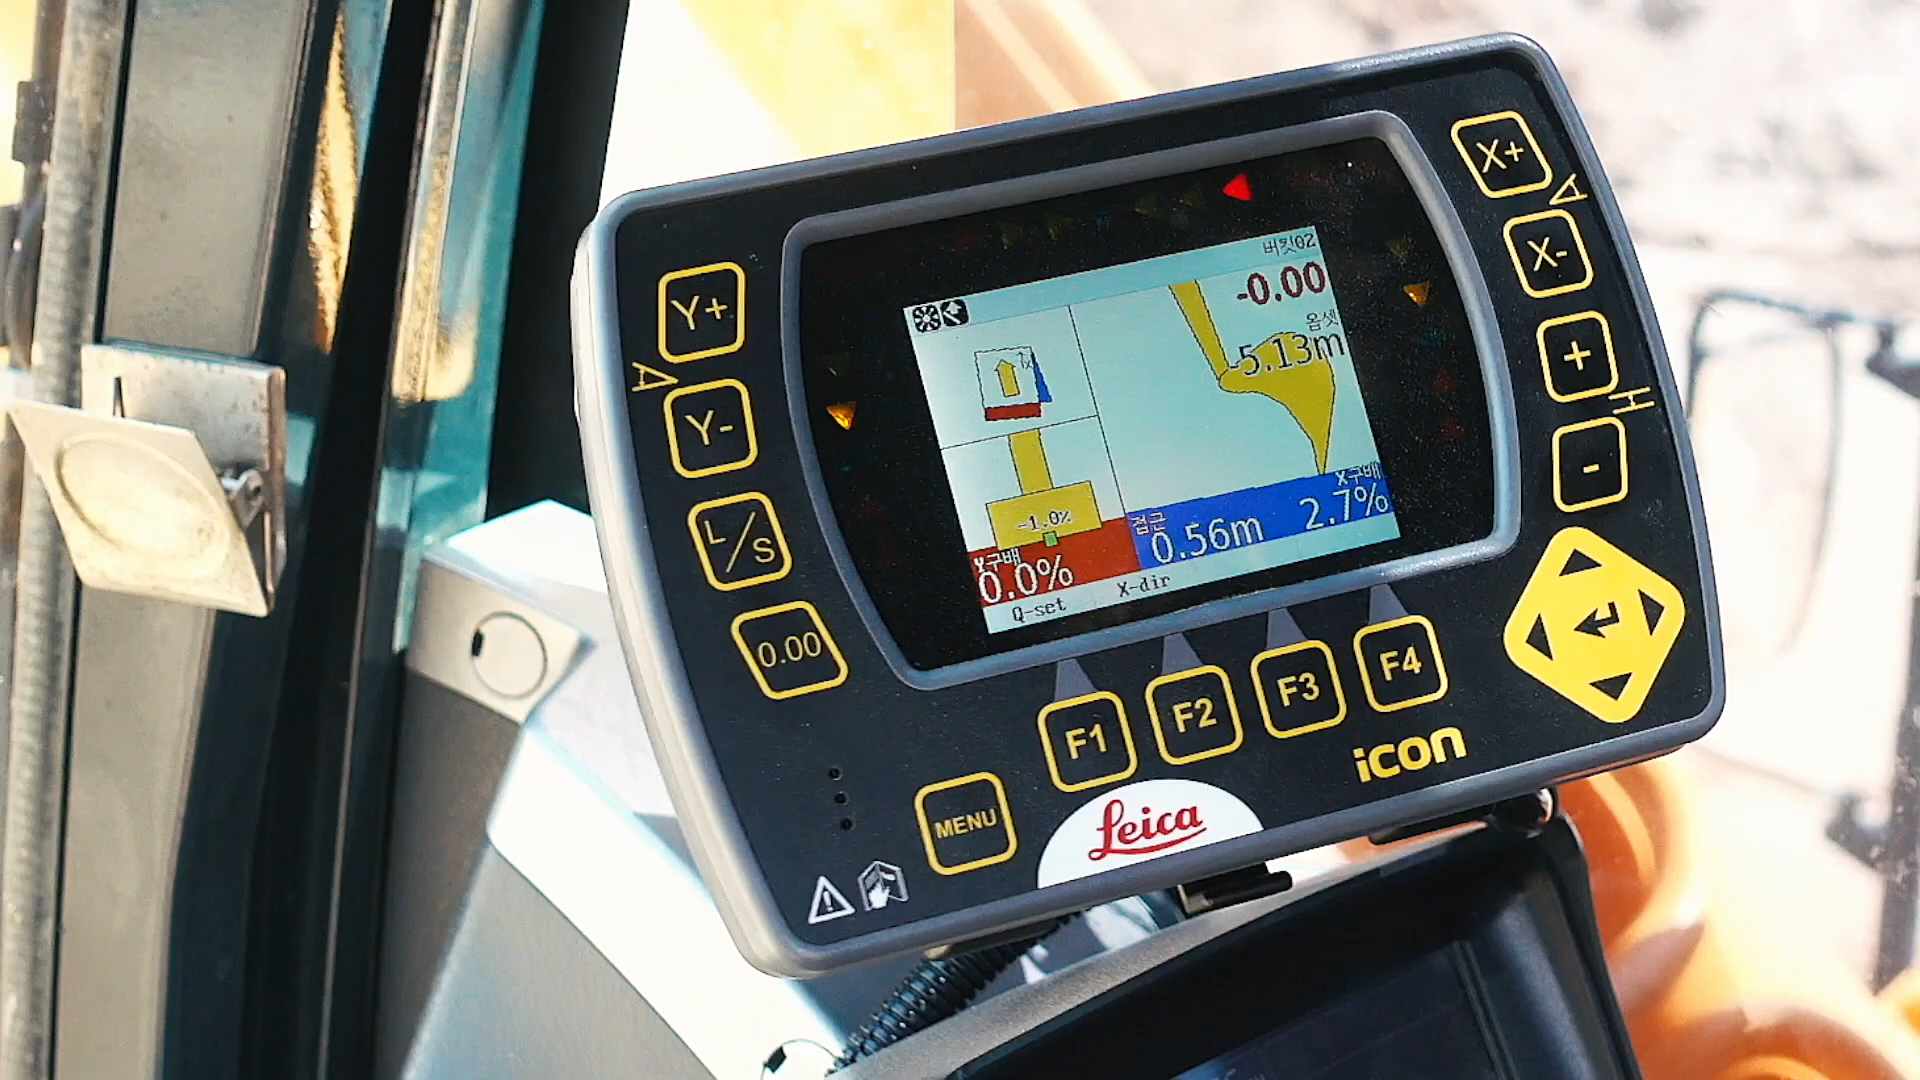 X+
A
X-
+
H
-
Y+
A
Y-
L/S
0.00
버킷02
-0.00
옵셋
-5.13m
-1.0%
Y구배
0.0%
접근
0.56m
X구배
2.7%
Q-set
X-dir
F1
F2
F3
F4
MENU
Leica
icon